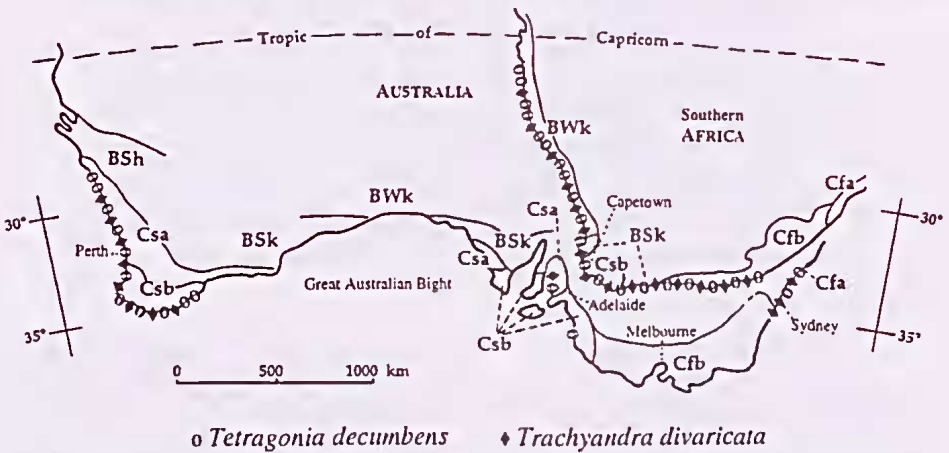 Tropic of Capricorn
AUSTRALIA
Southern
AFRICA
BWk
BSh
Cfa
30°
Capetown
30°
BWk
Csa
Csa
BSk
BSk
BSk
Cfb
Perth
Csa
Csb
Cfa
Csb
Great Australian Bight
Adelaide
35°
Melbourne
Sydney
35°
Csb
Cfb
0 500 1000 km
o Tetragonia decumbens ♦ Trachyandra divaricata